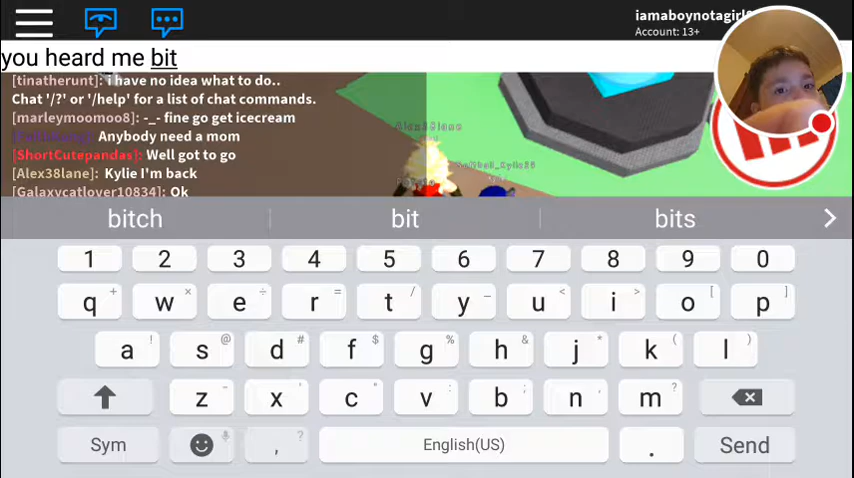 iamaboynotagirl
Account: 13+
you heard me bit
[tinatherunt]: i have no idea what to do..
Chat '/?' or '/help' for a list of chat commands.
[marleymoomoo8]: -_- fine go get icecream
Anybody need a mom
[ShortCutepandas]: Well got to go
[Alex38lane]: Kylie I'm back
[Galaxycatlover10834]: Ok
bitch bit bits
1 2 3 4 5 6 7 8 9 0
q + w × e ÷ r = t / y _ u < i > o [ p ]
a ! s @ d # f $ g % h & j * k ( l )
z - x ' c " v : b ; n , m ?
Sym , ? English(US) . Send